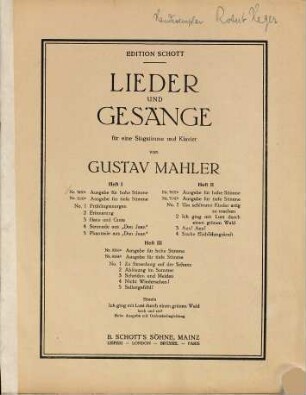 Robert Heger
EDITION SCHOTT
LIEDER
UND
GESÄNGE
für eine Singstimme und Klavier
von
GUSTAV MAHLER
Heft I
Ausgabe für hohe Stimme
Ausgabe für tiefe Stimme
No. 1 Frühlingsmorgen
2 Erinnerung
3 Hans und Grete
4 Serenade aus „Don Juan"
5 Phantasie aus „Don Juan"
Heft II
Ausgabe für hohe Stimme
Ausgabe für tiefe Stimme
No. 1 Um schlimme Kinder artig
zu machen
2 Ich ging mit Lust durch
einen grünen Wald
3 Aus! Aus!
4 Starke Einbildungskraft
Heft III
Ausgabe für hohe Stimme
Ausgabe für tiefe Stimme
No. 1 Zu Strassburg auf der Schanz
2 Ablösung im Sommer
3 Scheiden und Meiden
4 Nicht Wiedersehen!
5 Selbstgefühl
Ich ging mit Lust durch einen grünen Wald
hoch und tief
B. SCHOTT'S SÖHNE, MAINZ
LEIPZIG — LONDON — BRÜSSEL — PARIS